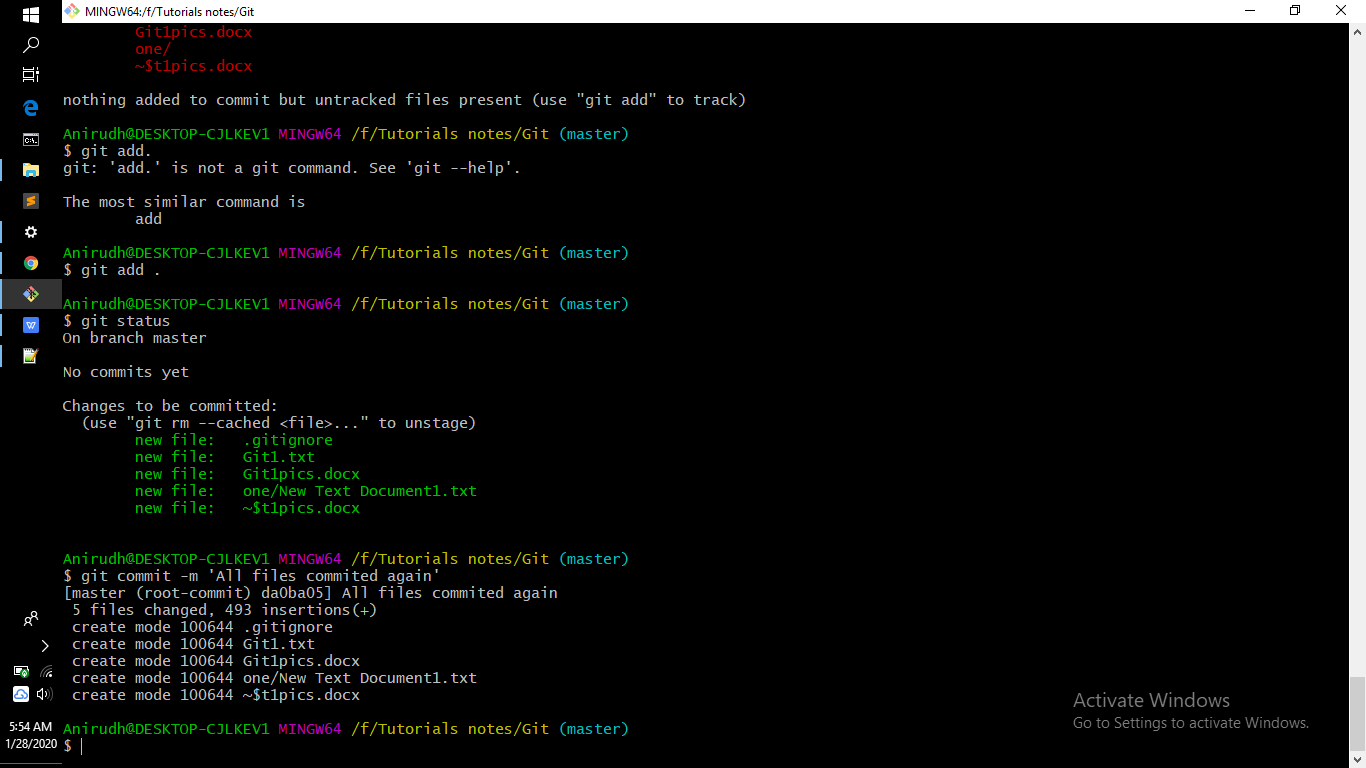 MINGW64:/f/Tutorials notes/Git
Git1pics.docx
one/
~$t1pics.docx
nothing added to commit but untracked files present (use "git add" to track)
Anirudh@DESKTOP-CJLKEV1 MINGW64 /f/Tutorials notes/Git (master)
$ git add.
git: 'add.' is not a git command. See 'git --help'.
The most similar command is
add
Anirudh@DESKTOP-CJLKEV1 MINGW64 /f/Tutorials notes/Git (master)
$ git add .
Anirudh@DESKTOP-CJLKEV1 MINGW64 /f/Tutorials notes/Git (master)
$ git status
On branch master
No commits yet
Changes to be committed:
(use "git rm --cached <file>..." to unstage)
new file:   .gitignore
new file:   Git1.txt
new file:   Git1pics.docx
new file:   one/New Text Document1.txt
new file:   ~$t1pics.docx
Anirudh@DESKTOP-CJLKEV1 MINGW64 /f/Tutorials notes/Git (master)
$ git commit -m 'All files commited again'
[master (root-commit) da0ba05] All files commited again
5 files changed, 493 insertions(+)
create mode 100644 .gitignore
create mode 100644 Git1.txt
create mode 100644 Git1pics.docx
create mode 100644 one/New Text Document1.txt
create mode 100644 ~$t1pics.docx
Anirudh@DESKTOP-CJLKEV1 MINGW64 /f/Tutorials notes/Git (master)
$
Activate Windows
Go to Settings to activate Windows.
5:54 AM
1/28/2020